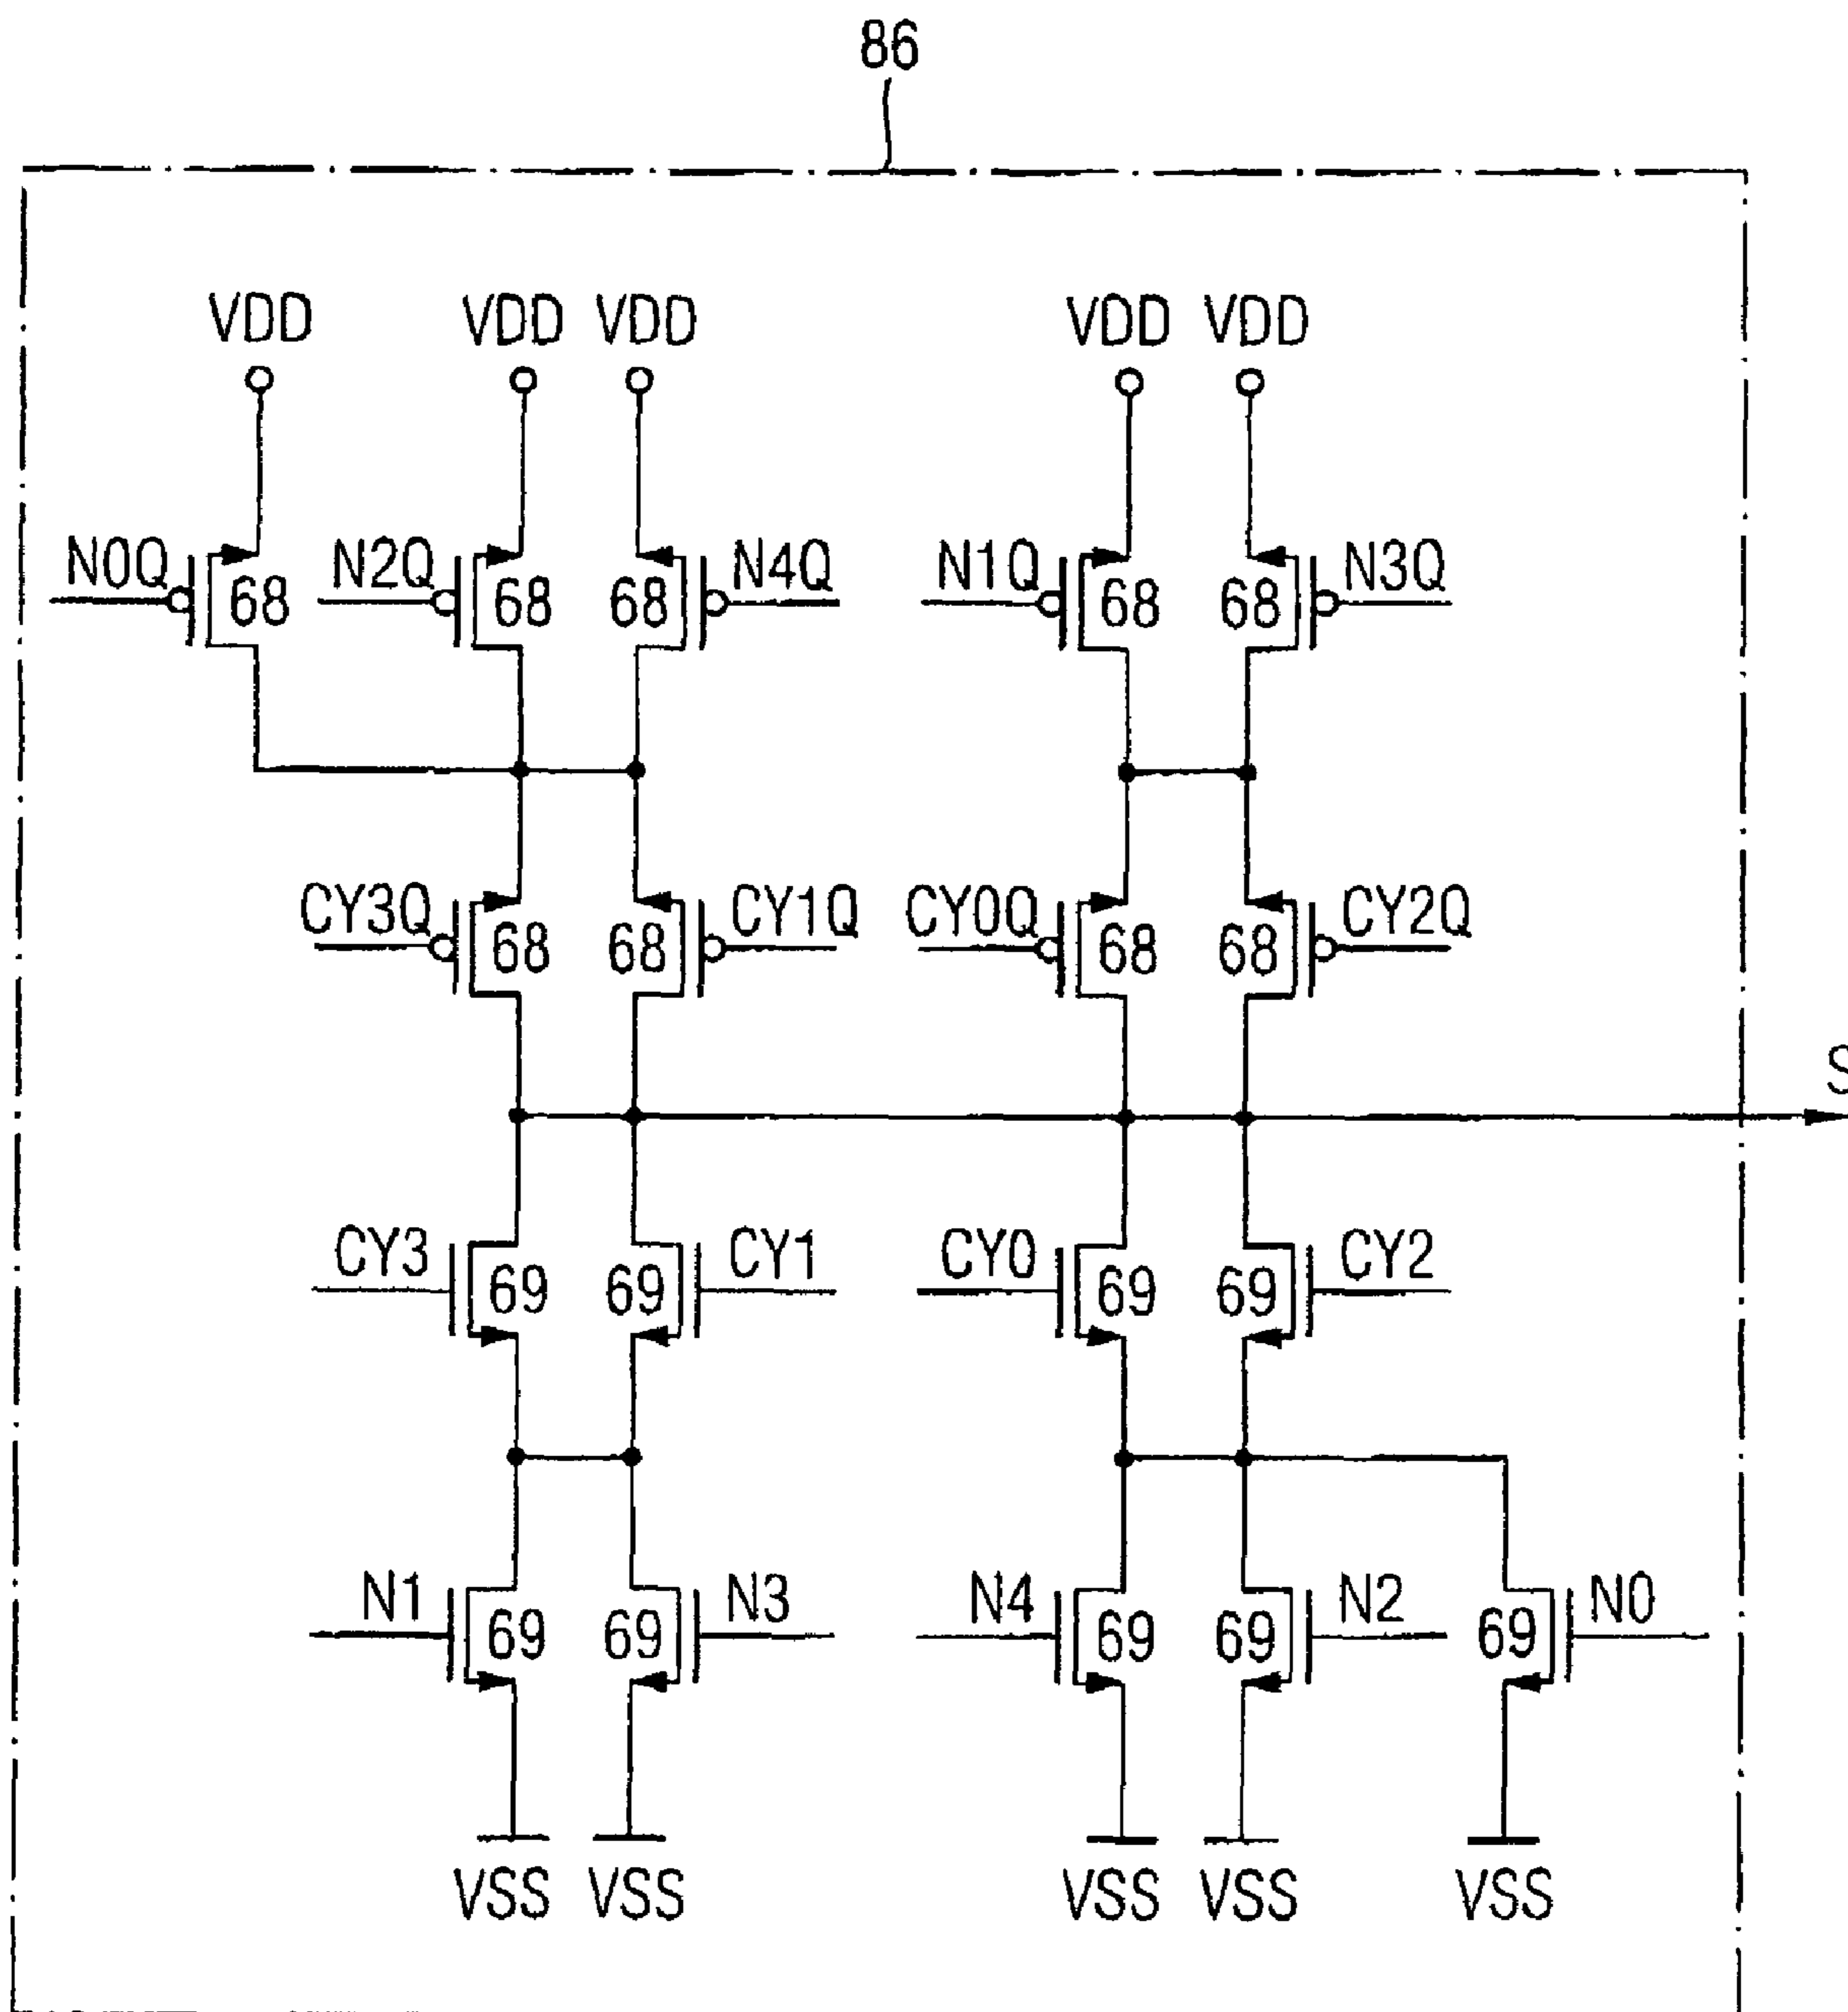 86
VDD VDD VDD VDD VDD
N0Q 68 N2Q 68 68 N4Q N1Q 68 68 N3Q
CY3Q 68 68 CY1Q CY0Q 68 68 CY2Q
S
CY3 69 69 CY1 CY0 69 69 CY2
N1 69 69 N3 N4 69 69 N2 69 N0
VSS VSS VSS VSS VSS